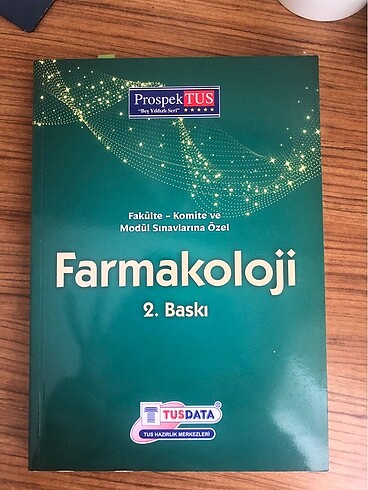 ProspekTUS
"Beş Yıldızlı Seri" ★★★★★
Fakülte - Komite ve
Modül Sınavlarına Özel
Farmakoloji
2. Baskı
TUSDATA
TUS HAZIRLIK MERKEZLERİ